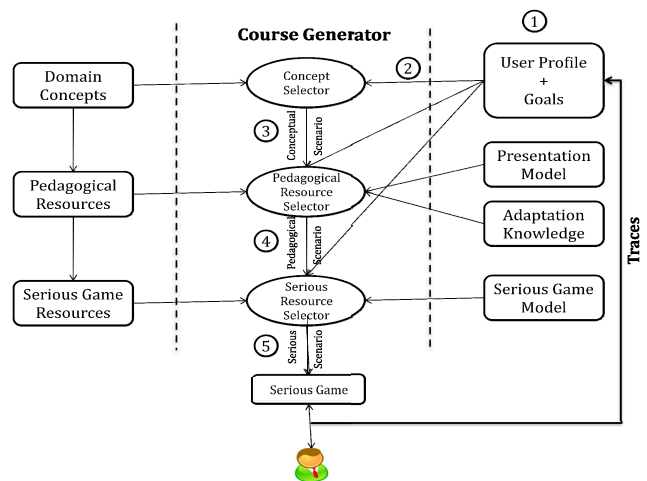 1
Course Generator
2
Domain
Concepts
Concept
Selector
User Profile
+
Goals
3
Conceptual
Scenario
Pedagogical
Resources
Pedagogical
Resource
Selector
Presentation
Model
Adaptation
Knowledge
4
Pedagogical
Scenario
Traces
Serious Game
Resources
Serious
Resource
Selector
Serious Game
Model
5
Serious
Scenario
Serious Game